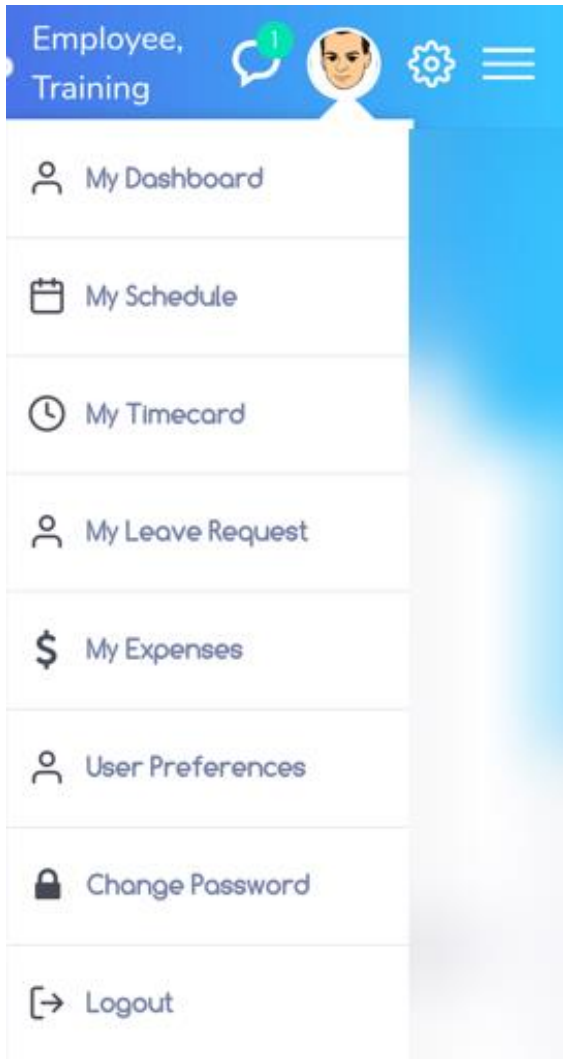 Employee,
1
Training
My Dashboard
My Schedule
My Timecard
My Leave Request
My Expenses
User Preferences
Change Password
Logout